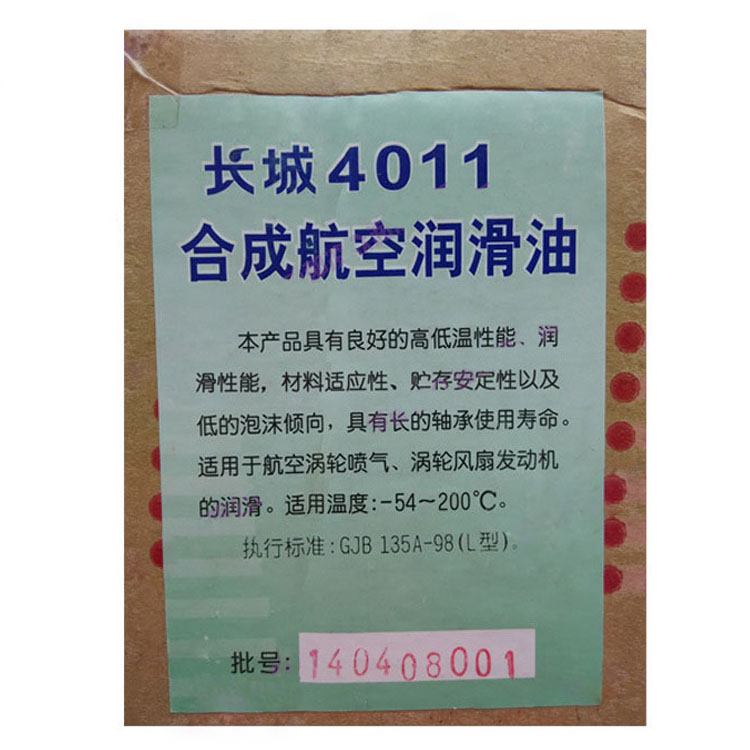 长城4011
合成航空润滑油
本产品具有良好的高低温性能、润
滑性能，材料适应性、贮存安定性以及
低的泡沫倾向，具有长的轴承使用寿命。
适用于航空涡轮喷气、涡轮风扇发动机
的润滑。适用温度：-54～200℃。
执行标准：GJB 135A-98(L型)。
批号：140408001